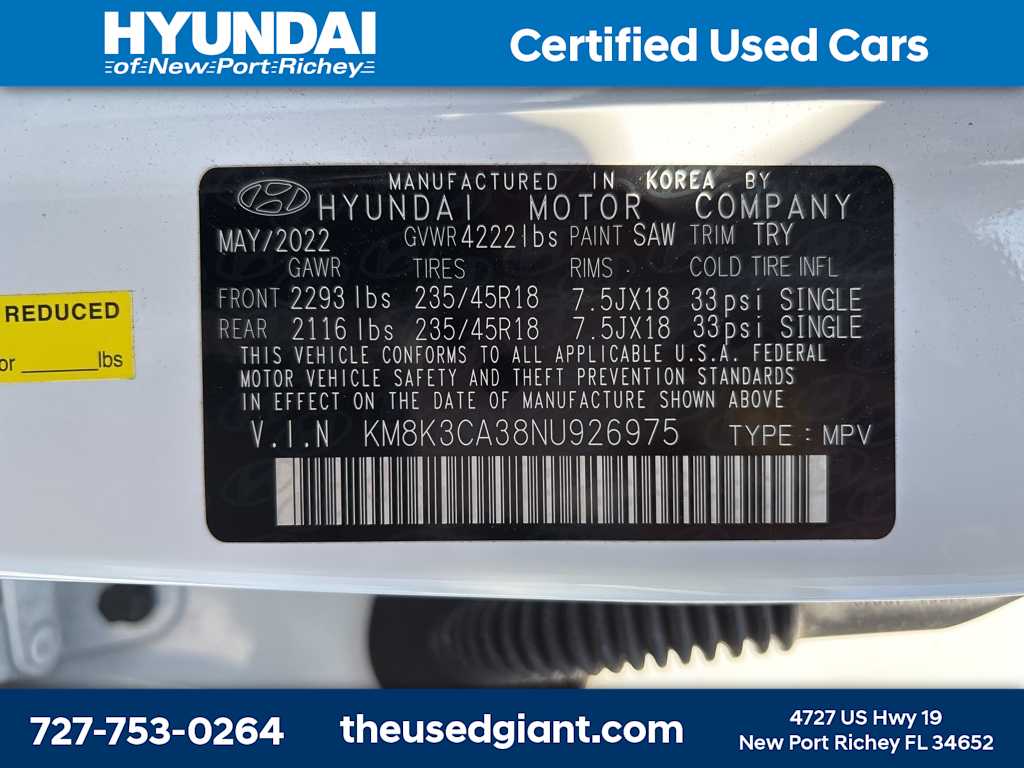 HYUNDAI
of New Port Richey
Certified Used Cars
MANUFACTURED IN KOREA BY
HYUNDAI MOTOR COMPANY
MAY/2022 GVWR 4222lbs PAINT SAW TRIM TRY
GAWR TIRES RIMS COLD TIRE INFL
FRONT 2293 lbs 235/45R18 7.5JX18 33psi SINGLE
REAR 2116 lbs 235/45R18 7.5JX18 33psi SINGLE
THIS VEHICLE CONFORMS TO ALL APPLICABLE U.S.A. FEDERAL
MOTOR VEHICLE SAFETY AND THEFT PREVENTION STANDARDS
IN EFFECT ON THE DATE OF MANUFACTURE SHOWN ABOVE
V.I.N KM8K3CA38NU926975 TYPE : MPV
REDUCED
or ______lbs
727-753-0264
theusedgiant.com
4727 US Hwy 19
New Port Richey FL 34652